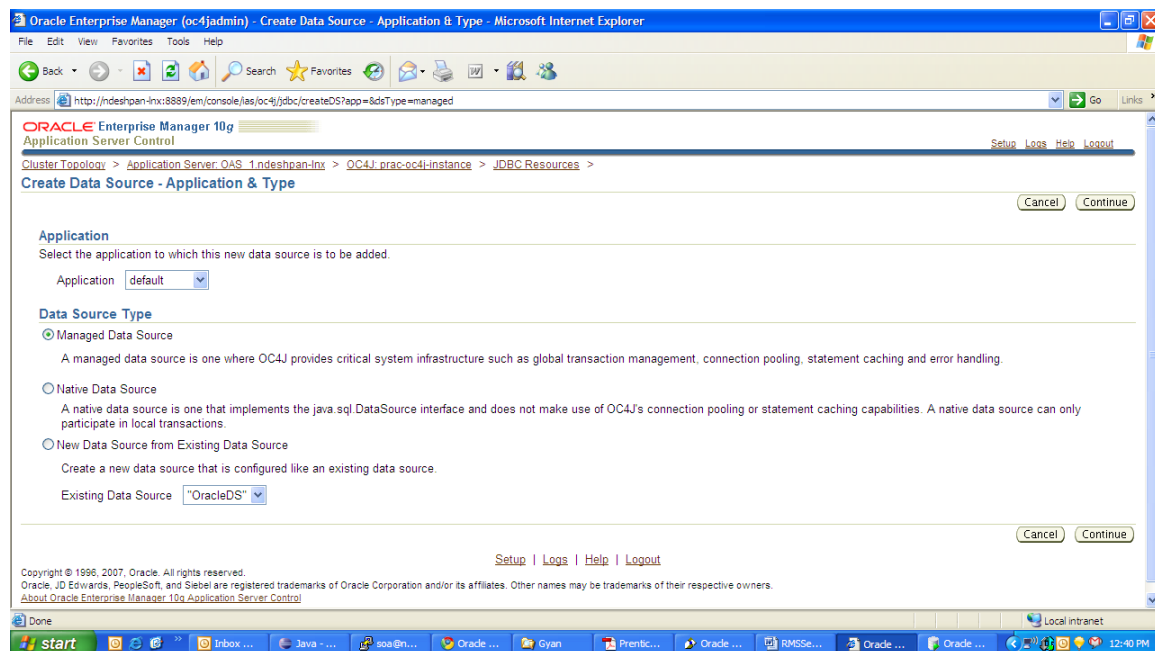 Oracle Enterprise Manager (oc4jadmin) - Create Data Source - Application & Type - Microsoft Internet Explorer
File Edit View Favorites Tools Help
Back Search Favorites
Address http://ndeshpan-lnx:8889/em/console/ias/oc4j/jdbc/createDS?app=&dsType=managed Go Links
ORACLE Enterprise Manager 10g
Application Server Control
Setup Logs Help Logout
Cluster Topology > Application Server: OAS_1.ndeshpan-lnx > OC4J: prac-oc4j-instance > JDBC Resources >
Create Data Source - Application & Type
Cancel Continue
Application
Select the application to which this new data source is to be added.
Application default
Data Source Type
Managed Data Source
A managed data source is one where OC4J provides critical system infrastructure such as global transaction management, connection pooling, statement caching and error handling.
Native Data Source
A native data source is one that implements the java.sql.DataSource interface and does not make use of OC4J's connection pooling or statement caching capabilities. A native data source can only
participate in local transactions.
New Data Source from Existing Data Source
Create a new data source that is configured like an existing data source.
Existing Data Source "OracleDS"
Cancel Continue
Setup | Logs | Help | Logout
Copyright © 1996, 2007, Oracle. All rights reserved.
Oracle, JD Edwards, PeopleSoft, and Siebel are registered trademarks of Oracle Corporation and/or its affiliates. Other names may be trademarks of their respective owners.
About Oracle Enterprise Manager 10g Application Server Control
Done Local intranet
start Inbox ... Java - ... soa@n... Oracle ... Gyan Prentic... Oracle ... RMSSe... Oracle ... Oracle ... 12:40 PM